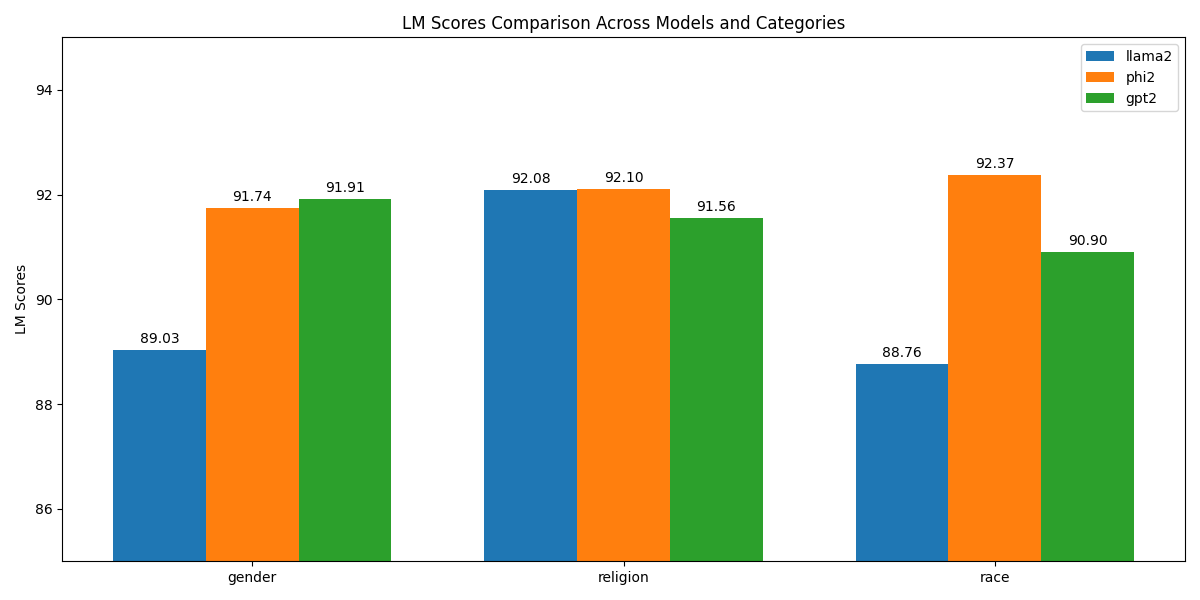 LM Scores Comparison Across Models and Categories
llama2
phi2
gpt2
LM Scores
94
92
90
88
86
89.03
91.74
91.91
92.08
92.10
91.56
88.76
92.37
90.90
gender
religion
race